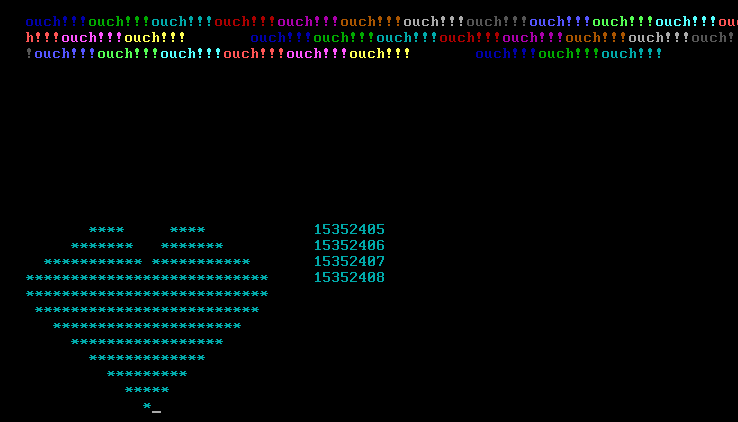 ouch!!!ouch!!!ouch!!!ouch!!!ouch!!!ouch!!!ouch!!!ouch!!!ouch!!!ouch!!!ouch!!!ou
h!!!ouch!!!ouch!!! ouch!!!ouch!!!ouch!!!ouch!!!ouch!!!ouch!!!ouch!!!ouch!
!ouch!!!ouch!!!ouch!!!ouch!!!ouch!!!ouch!!! ouch!!!ouch!!!ouch!!!
**** **** 15352405
******* ******* 15352406
*********** *********** 15352407
*************************** 15352408
***************************
*************************
*********************
*****************
*************
*********
*****
*_